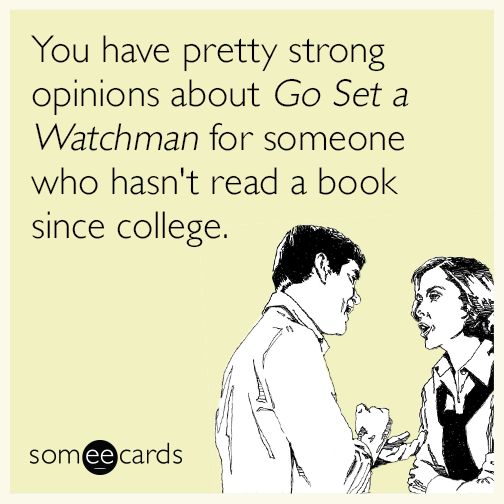 You have pretty strong
opinions about Go Set a
Watchman for someone
who hasn't read a book
since college.
someecards